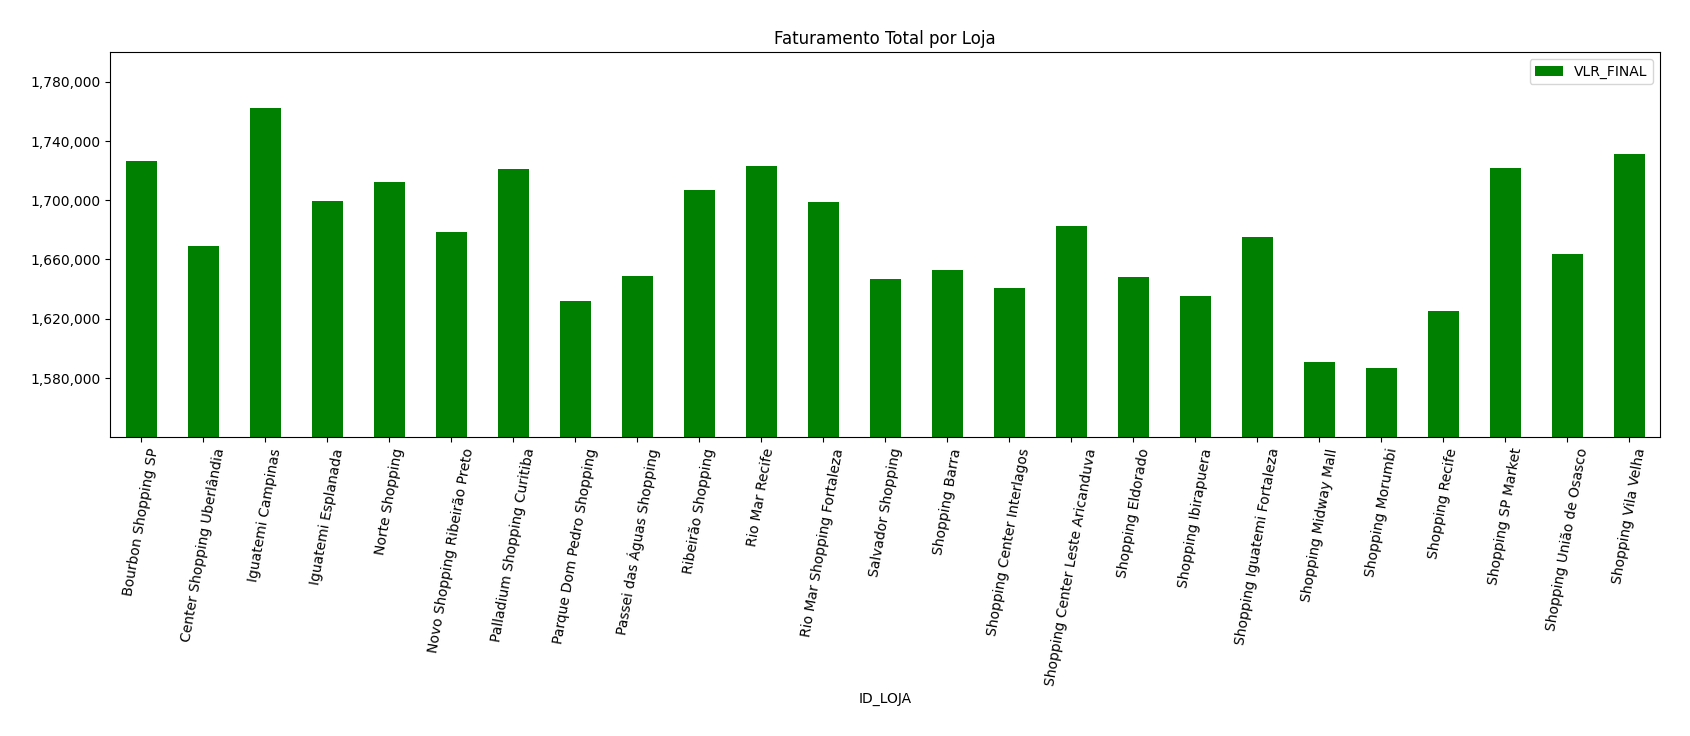 Faturamento Total por Loja
VLR_FINAL
1,780,000
1,740,000
1,700,000
1,660,000
1,620,000
1,580,000
Bourbon Shopping SP
Center Shopping Uberlândia
Iguatemi Campinas
Iguatemi Esplanada
Norte Shopping
Novo Shopping Ribeirão Preto
Palladium Shopping Curitiba
Parque Dom Pedro Shopping
Passei das Águas Shopping
Ribeirão Shopping
Rio Mar Recife
Rio Mar Shopping Fortaleza
Salvador Shopping
Shopping Barra
Shopping Center Interlagos
Shopping Center Leste Aricanduva
Shopping Eldorado
Shopping Ibirapuera
Shopping Iguatemi Fortaleza
Shopping Midway Mall
Shopping Morumbi
Shopping Recife
Shopping SP Market
Shopping União de Osasco
Shopping Vila Velha
ID_LOJA